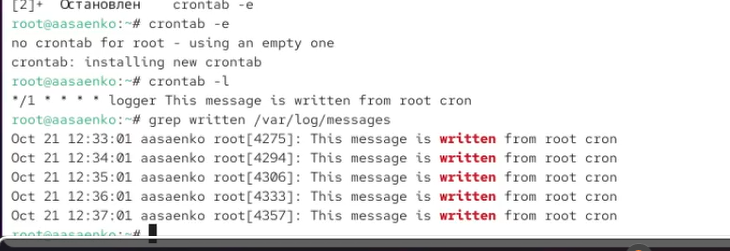 [2]+  Остановлен    crontab -e
root@aasaenko:~# crontab -e
no crontab for root - using an empty one
crontab: installing new crontab
root@aasaenko:~# crontab -l
*/1 * * * * logger This message is written from root cron
root@aasaenko:~# grep written /var/log/messages
Oct 21 12:33:01 aasaenko root[4275]: This message is written from root cron
Oct 21 12:34:01 aasaenko root[4294]: This message is written from root cron
Oct 21 12:35:01 aasaenko root[4306]: This message is written from root cron
Oct 21 12:36:01 aasaenko root[4333]: This message is written from root cron
Oct 21 12:37:01 aasaenko root[4357]: This message is written from root cron
root@aasaenko:~#